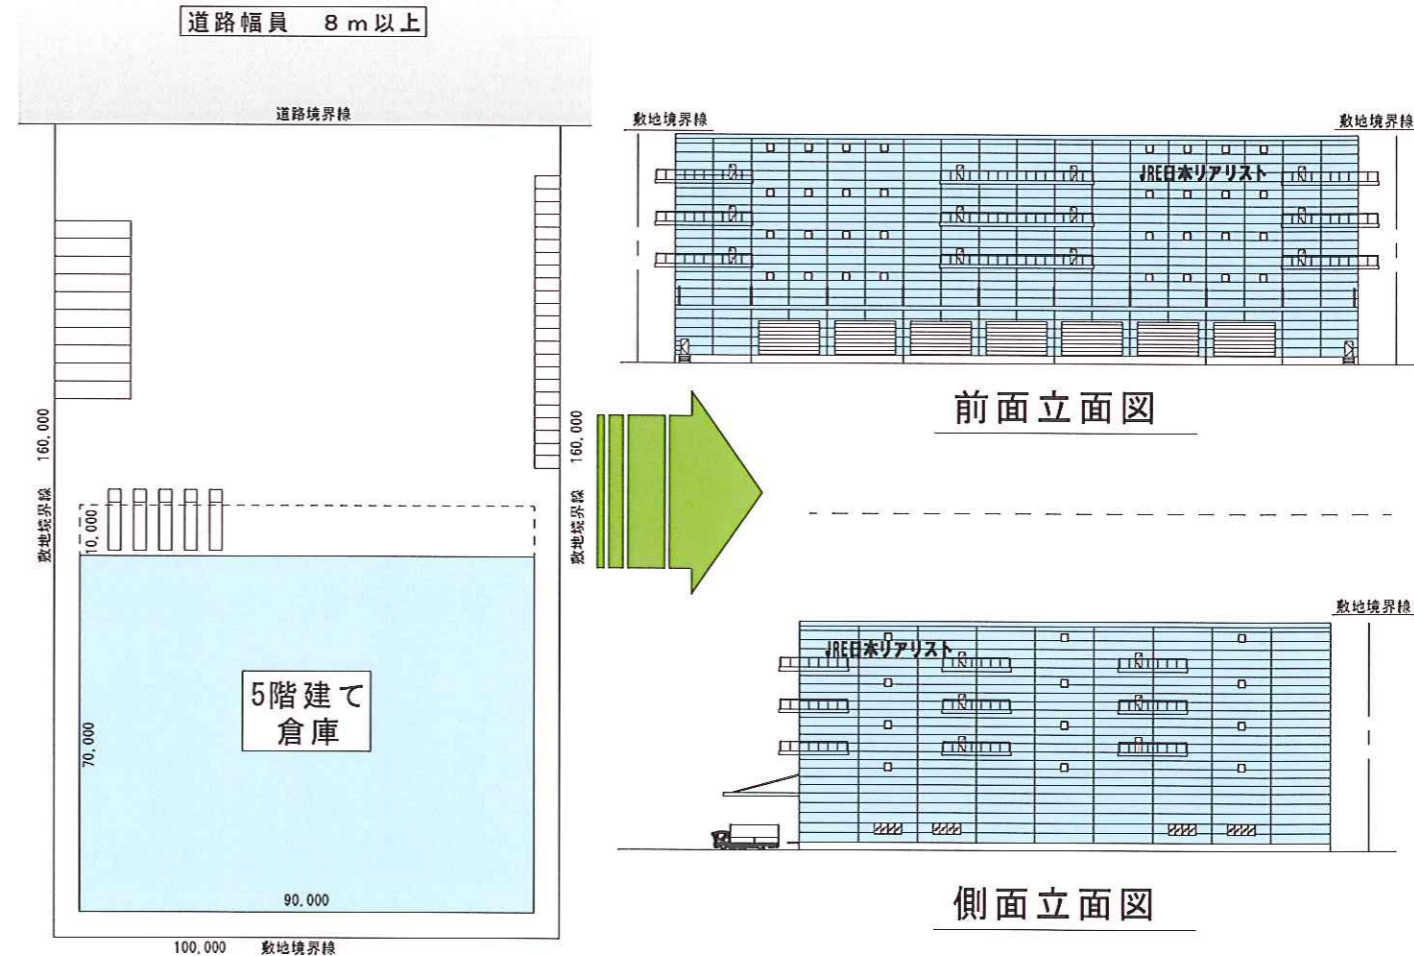 道路幅員 8m以上
道路境界線
160,000
敷地境界線
160,000
敷地境界線
10,000
5階建て
倉庫
70,000
90,000
100,000 敷地境界線
敷地境界線
敷地境界線
JRE日本リアリスト
前面立面図
敷地境界線
JRE日本リアリスト
側面立面図